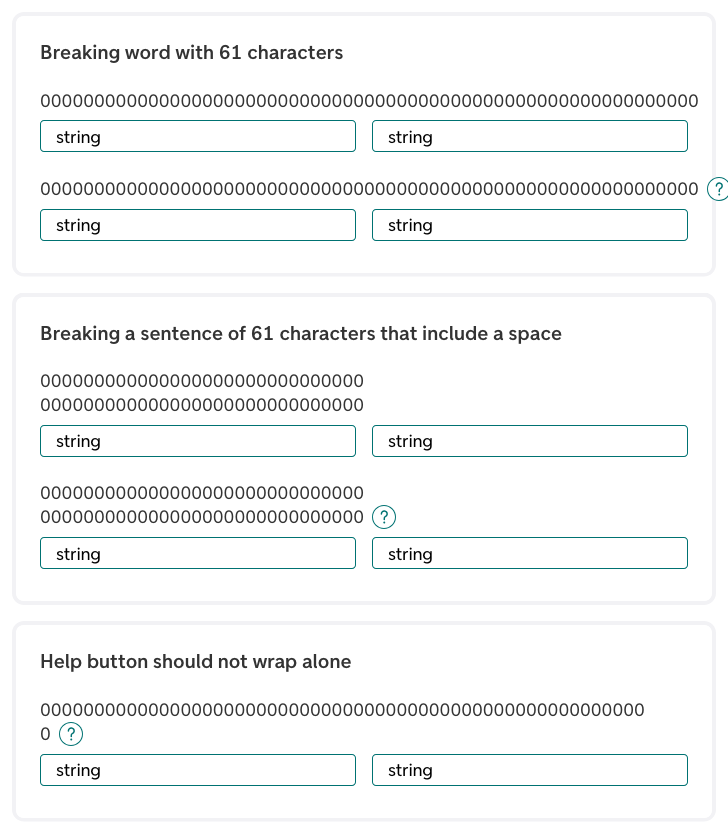 Breaking word with 61 characters
0000000000000000000000000000000000000000000000000000000000000
string string
0000000000000000000000000000000000000000000000000000000000000 ?
string string
Breaking a sentence of 61 characters that include a space
000000000000000000000000000000
000000000000000000000000000000
string string
000000000000000000000000000000
000000000000000000000000000000 ?
string string
Help button should not wrap alone
00000000000000000000000000000000000000000000000000000000
0 ?
string string